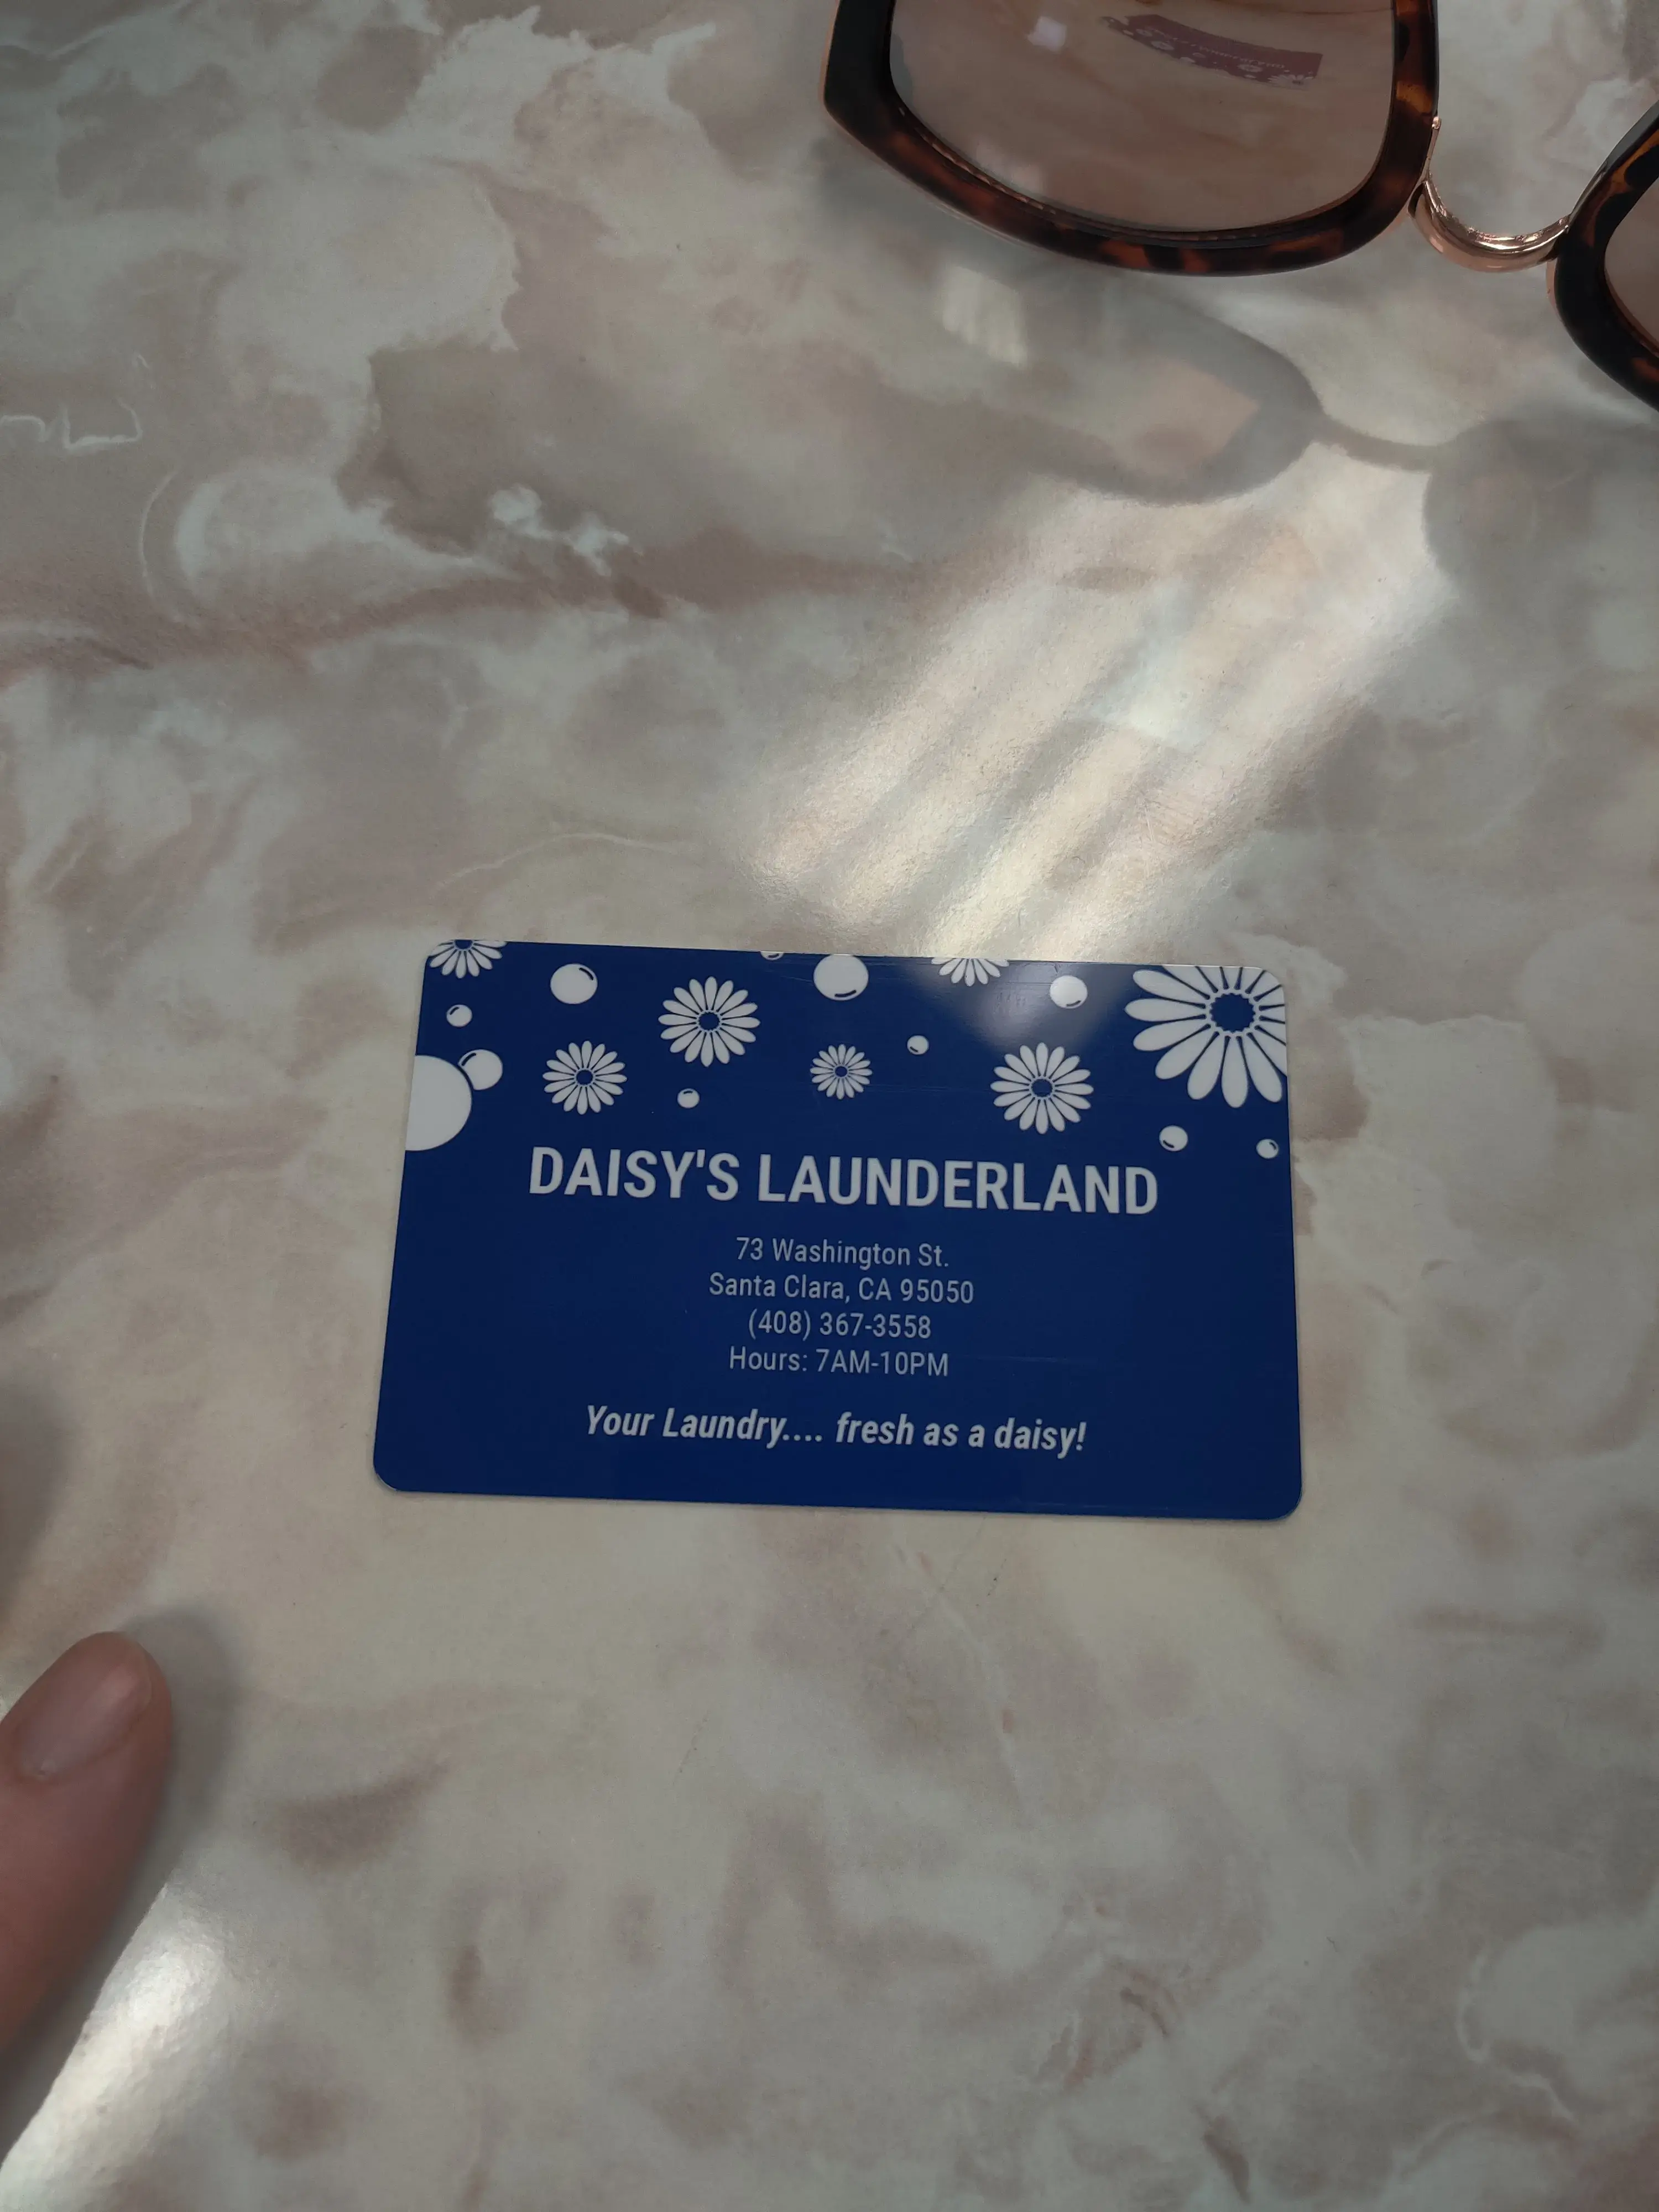 DAISY'S LAUNDERLAND
73 Washington St.
Santa Clara, CA 95050
(408) 367-3558
Hours: 7AM-10PM
Your Laundry.... fresh as a daisy!